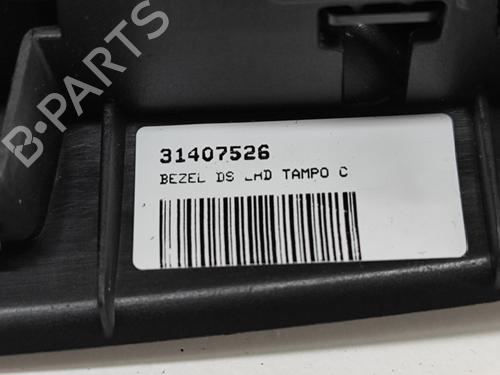 B-PARTS
31407526
BEZEL DS LHD TAMPO C